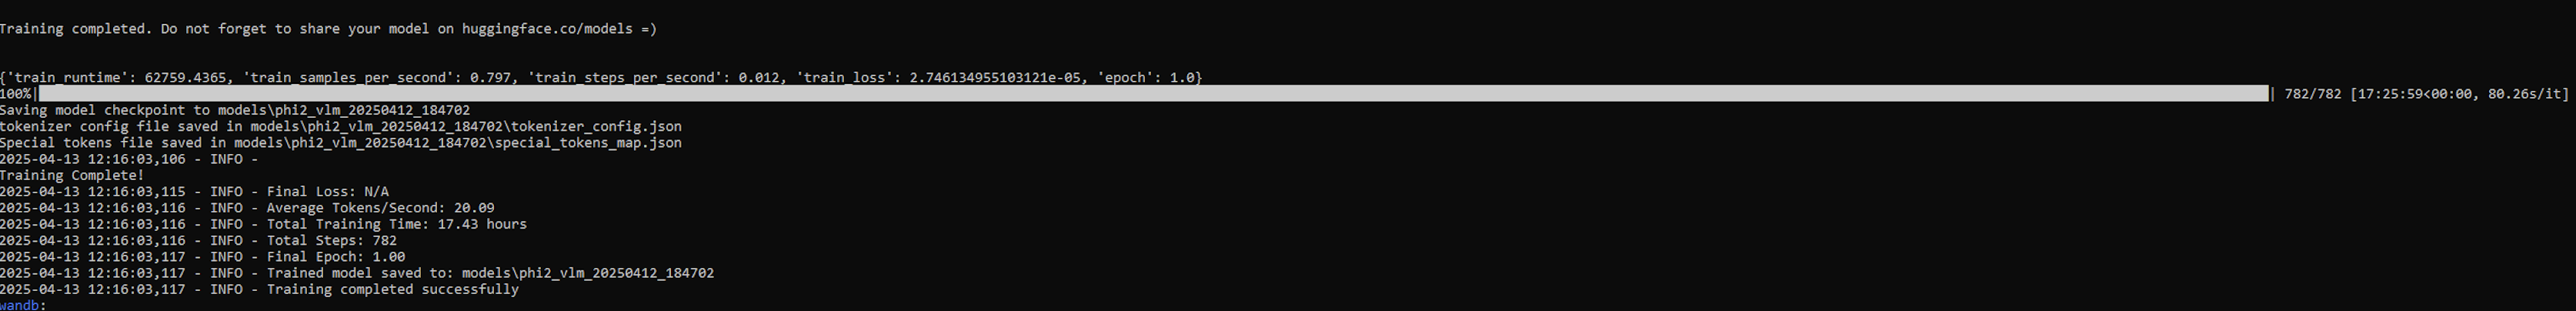 Training completed. Do not forget to share your model on huggingface.co/models =)
{'train_runtime': 62759.4365, 'train_samples_per_second': 0.797, 'train_steps_per_second': 0.012, 'train_loss': 2.746134955103121e-05, 'epoch': 1.0}
100%|| 782/782 [17:25:59<00:00, 80.26s/it]
Saving model checkpoint to models\phi2_vlm_20250412_184702
tokenizer config file saved in models\phi2_vlm_20250412_184702\tokenizer_config.json
Special tokens file saved in models\phi2_vlm_20250412_184702\special_tokens_map.json
2025-04-13 12:16:03,106 - INFO -
Training Complete!
2025-04-13 12:16:03,115 - INFO - Final Loss: N/A
2025-04-13 12:16:03,116 - INFO - Average Tokens/Second: 20.09
2025-04-13 12:16:03,116 - INFO - Total Training Time: 17.43 hours
2025-04-13 12:16:03,116 - INFO - Total Steps: 782
2025-04-13 12:16:03,117 - INFO - Final Epoch: 1.00
2025-04-13 12:16:03,117 - INFO - Trained model saved to: models\phi2_vlm_20250412_184702
2025-04-13 12:16:03,117 - INFO - Training completed successfully
wandb: